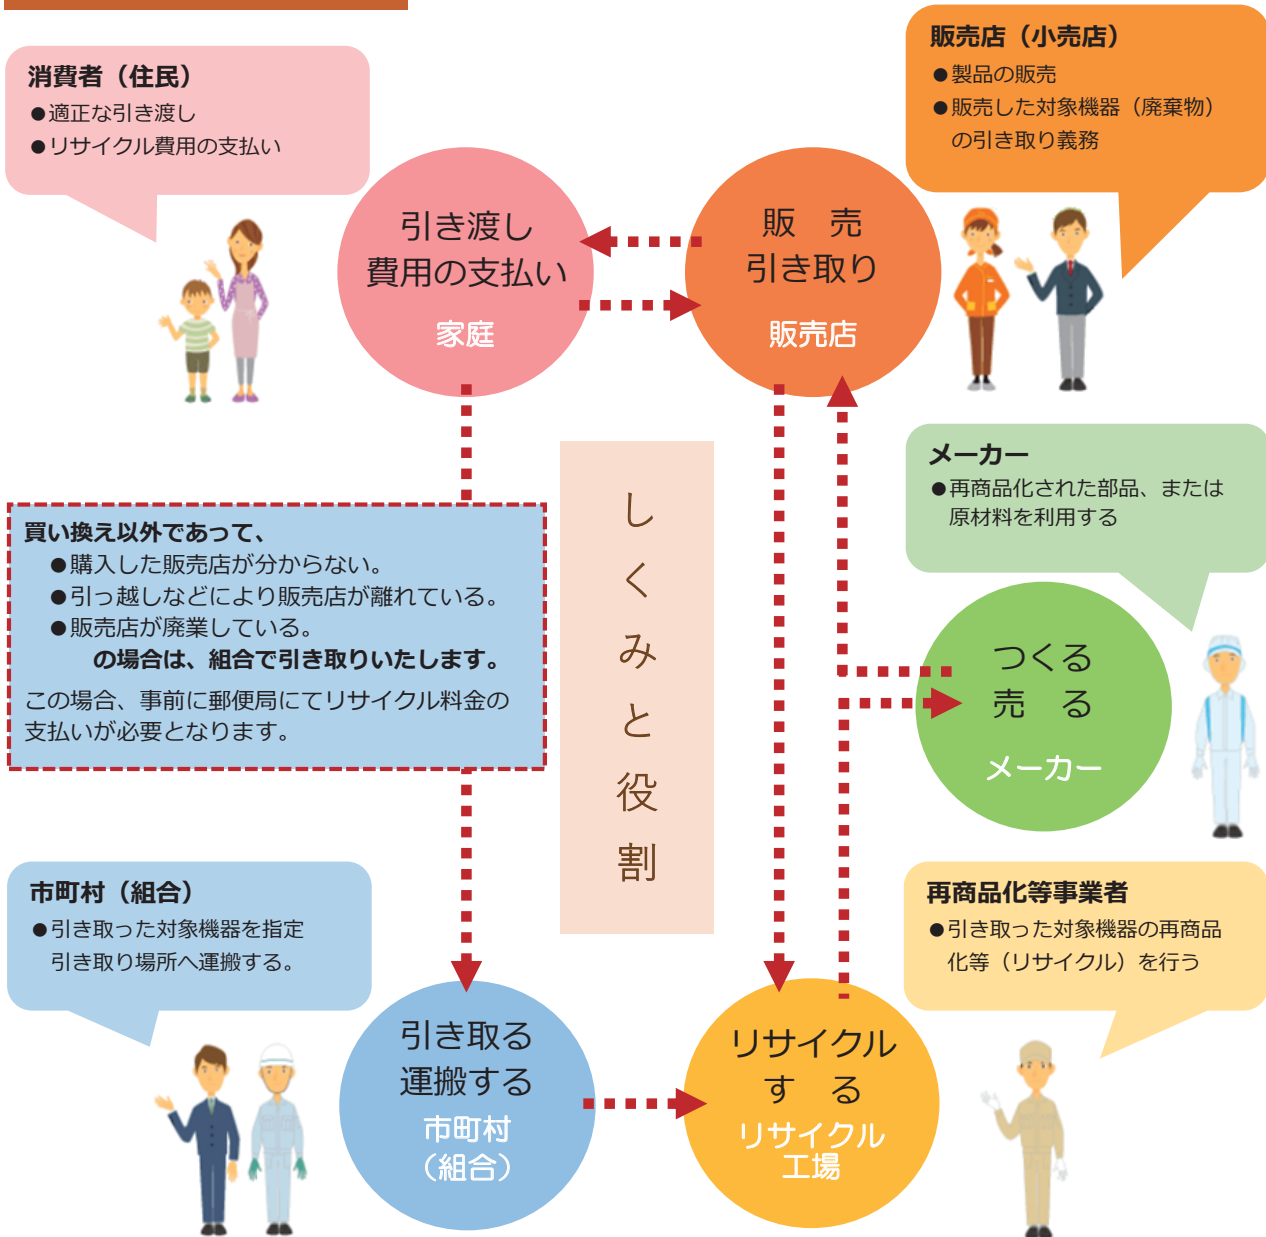 消費者（住民）
●適正な引き渡し
●リサイクル費用の支払い
販売店（小売店）
●製品の販売
●販売した対象機器（廃棄物）
の引き取り義務
引き渡し
費用の支払い
家庭
販　売
引き取り
販売店
メーカー
●再商品化された部品、または
原材料を利用する
買い換え以外であって、
●購入した販売店が分からない。
●引っ越しなどにより販売店が離れている。
●販売店が廃業している。
の場合は、組合で引き取りいたします。
この場合、事前に郵便局にてリサイクル料金の
支払いが必要となります。
しくみと役割
つくる
売　る
メーカー
市町村（組合）
●引き取った対象機器を指定
引き取り場所へ運搬する。
再商品化等事業者
●引き取った対象機器の再商品
化等（リサイクル）を行う
引き取る
運搬する
市町村
（組合）
リサイクル
す　る
リサイクル
工場